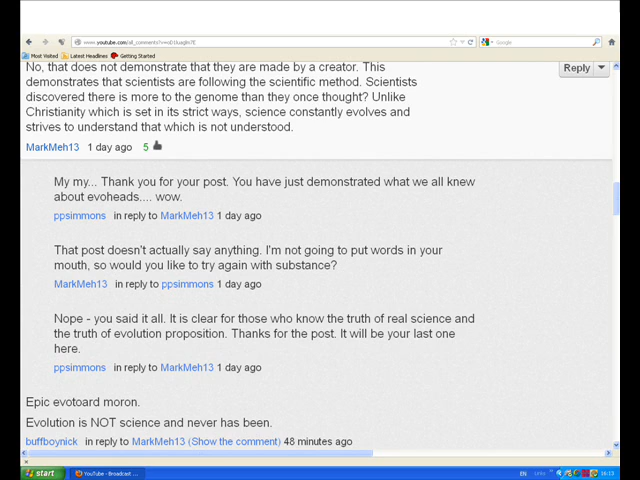 www.youtube.com/all_comments?v=
Google
Most Visited Latest Headlines Getting Started
No, that does not demonstrate that they are made by a creator. This
Reply
demonstrates that scientists are following the scientific method. Scientists
discovered there is more to the genome than they once thought? Unlike
Christianity which is set in its strict ways, science constantly evolves and
strives to understand that which is not understood.
MarkMeh13 1 day ago 5
My my... Thank you for your post. You have just demonstrated what we all knew
about evoheads.... wow.
ppsimmons in reply to MarkMeh13 1 day ago
That post doesn't actually say anything. I'm not going to put words in your
mouth, so would you like to try again with substance?
MarkMeh13 in reply to ppsimmons 1 day ago
Nope - you said it all. It is clear for those who know the truth of real science and
the truth of evolution proposition. Thanks for the post. It will be your last one
here.
ppsimmons in reply to MarkMeh13 1 day ago
Epic evotoard moron.
Evolution is NOT science and never has been.
buffboynick in reply to MarkMeh13 (Show the comment) 48 minutes ago
start YouTube - Broadcast ... EN Links » 16:13